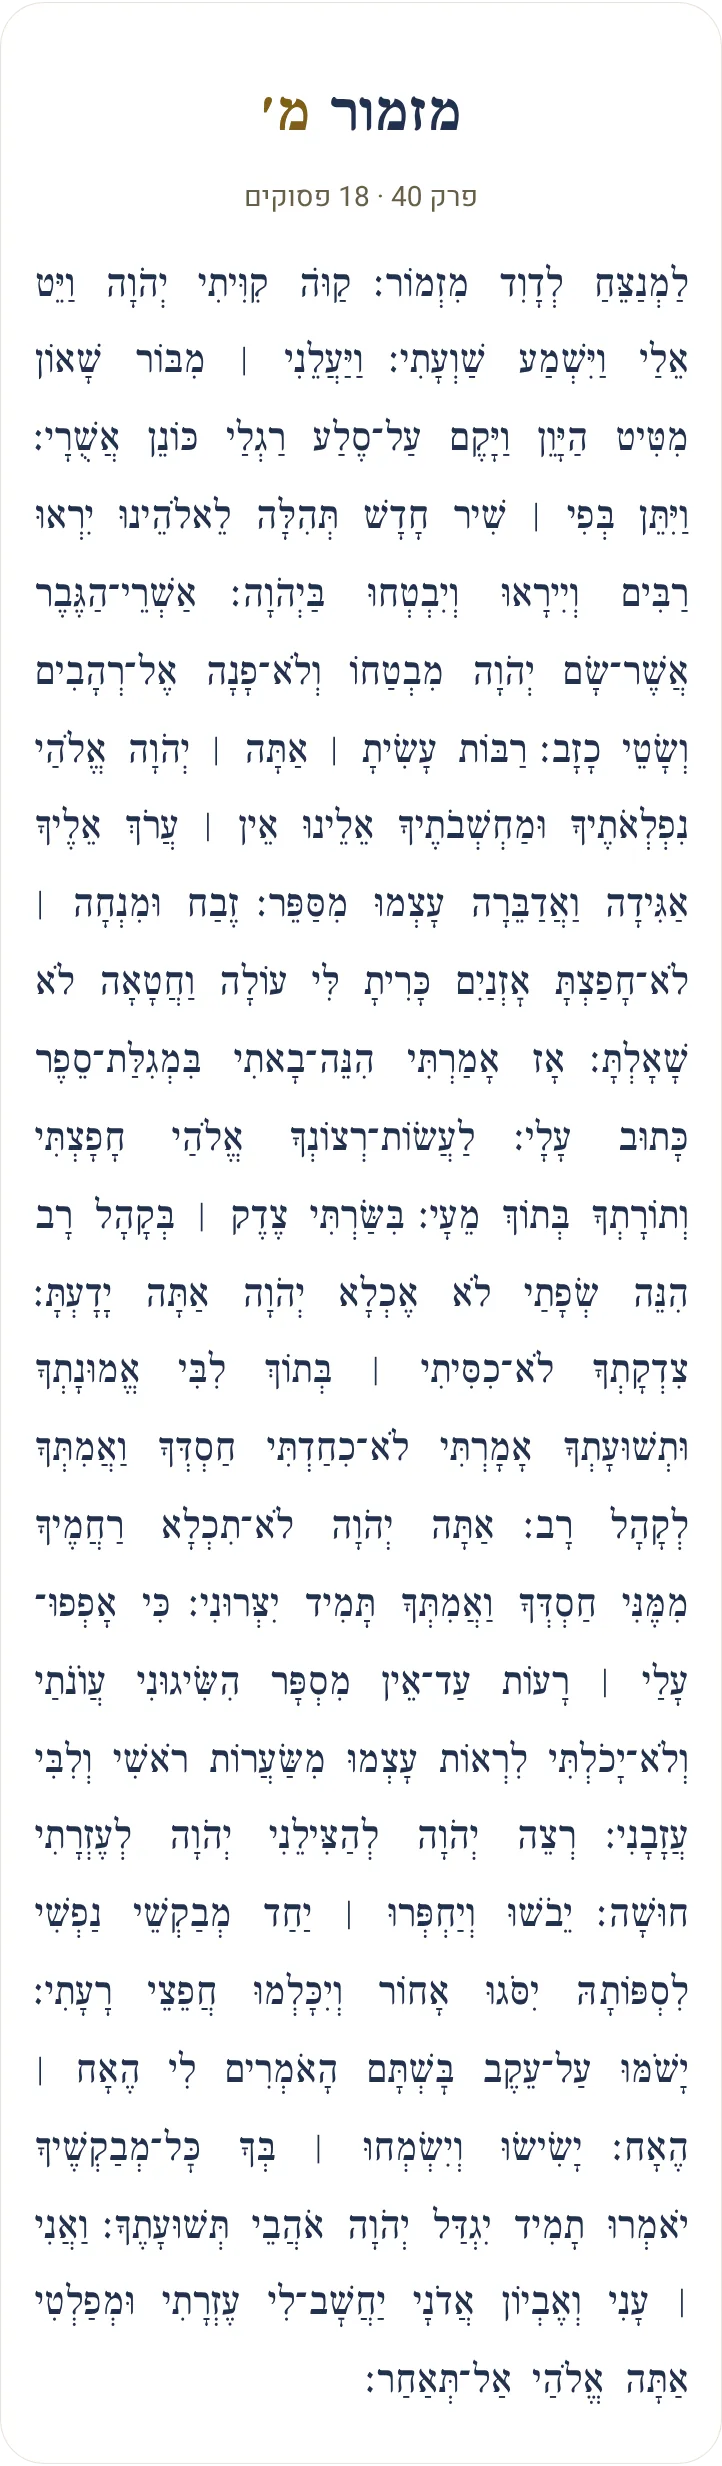 מזמור מ׳
פרק 40 · 18 פסוקים
לַמְנַצֵּחַ לְדָוִד מִזְמוֹר: קַוֺּה קִוִּיתִי יְהֹוָה וַיֵּט
אֵלַי וַיִּשְׁמַע שַׁוְעָתִי: וַיַּעֲלֵנִי | מִבּוֹר שָׁאוֹן
מִטִּיט הַיָּוֵן וַיָּקֶם עַל־סֶלַע רַגְלַי כּוֹנֵן אֲשֻׁרָי:
וַיִּתֵּן בְּפִי | שִׁיר חָדָשׁ תְּהִלָּה לֵאלֹהֵינוּ יִרְאוּ
רַבִּים וְיִירָאוּ וְיִבְטְחוּ בַּיְהֹוָה: אַשְׁרֵי־הַגֶּבֶר
אֲשֶׁר־שָׂם יְהֹוָה מִבְטַחוֹ וְלֹא־פָנָה אֶל־רְהָבִים
וְשָׂטֵי כָזָב: רַבּוֹת עָשִׂיתָ | אַתָּה | יְהֹוָה אֱלֹהַי
נִפְלְאֹתֶיךָ וּמַחְשְׁבֹתֶיךָ אֵלֵינוּ אֵין | עֲרֹךְ אֵלֶיךָ
אַגִּידָה וַאֲדַבֵּרָה עָצְמוּ מִסַּפֵּר: זֶבַח וּמִנְחָה |
לֹא־חָפַצְתָּ אׇזְנַיִם כָּרִיתָ לִּי עוֹלָה וַחֲטָאָה לֹא
שָׁאָלְתָּ: אָז אָמַרְתִּי הִנֵּה־בָאתִי בִּמְגִלַּת־סֵפֶר
כָּתוּב עָלָי: לַעֲשׂוֹת־רְצוֹנְךָ אֱלֹהַי חָפָצְתִּי
וְתוֹרָתְךָ בְּתוֹךְ מֵעָי: בִּשַּׂרְתִּי צֶדֶק | בְּקָהָל רָב
הִנֵּה שְׂפָתַי לֹא אֶכְלָא יְהֹוָה אַתָּה יָדָעְתָּ:
צִדְקָתְךָ לֹא־כִסִּיתִי | בְּתוֹךְ לִבִּי אֱמוּנָתְךָ
וּתְשׁוּעָתְךָ אָמָרְתִּי לֹא־כִחַדְתִּי חַסְדְּךָ וַאֲמִתְּךָ
לְקָהָל רָב: אַתָּה יְהֹוָה לֹא־תִכְלָא רַחֲמֶיךָ
מִמֶּנִּי חַסְדְּךָ וַאֲמִתְּךָ תָּמִיד יִצְּרוּנִי: כִּי אָפְפוּ־
עָלַי | רָעוֹת עַד־אֵין מִסְפָּר הִשִּׂיגוּנִי עֲוֺנֹתַי
וְלֹא־יָכֹלְתִּי לִרְאוֹת עָצְמוּ מִשַּׂעֲרוֹת רֹאשִׁי וְלִבִּי
עֲזָבָנִי: רְצֵה יְהֹוָה לְהַצִּילֵנִי יְהֹוָה לְעֶזְרָתִי
חוּשָׁה: יֵבֹשׁוּ וְיַחְפְּרוּ | יַחַד מְבַקְשֵׁי נַפְשִׁי
לִסְפּוֹתָהּ יִסֹּגוּ אָחוֹר וְיִכָּלְמוּ חֲפֵצֵי רָעָתִי:
יָשֹׁמּוּ עַל־עֵקֶב בׇּשְׁתָּם הָאֹמְרִים לִי הֶאָח |
הֶאָח: יָשִׂישׂוּ וְיִשְׂמְחוּ | בְּךָ כׇּל־מְבַקְשֶׁיךָ
יֹאמְרוּ תָמִיד יִגְדַּל יְהֹוָה אֹהֲבֵי תְּשׁוּעָתֶךָ: וַאֲנִי
| עָנִי וְאֶבְיוֹן אֲדֹנָי יַחֲשׇׁב־לִי עֶזְרָתִי וּמְפַלְטִי
אַתָּה אֱלֹהַי אַל־תְּאַחַר: